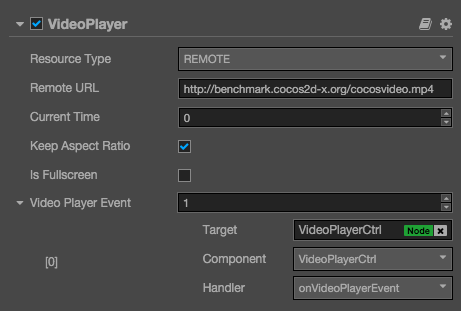 VideoPlayer
Resource Type REMOTE
Remote URL http://benchmark.cocos2d-x.org/cocosvideo.mp4
Current Time 0
Keep Aspect Ratio
Is Fullscreen
Video Player Event 1
Target VideoPlayerCtrl Node
[0] Component VideoPlayerCtrl
Handler onVideoPlayerEvent